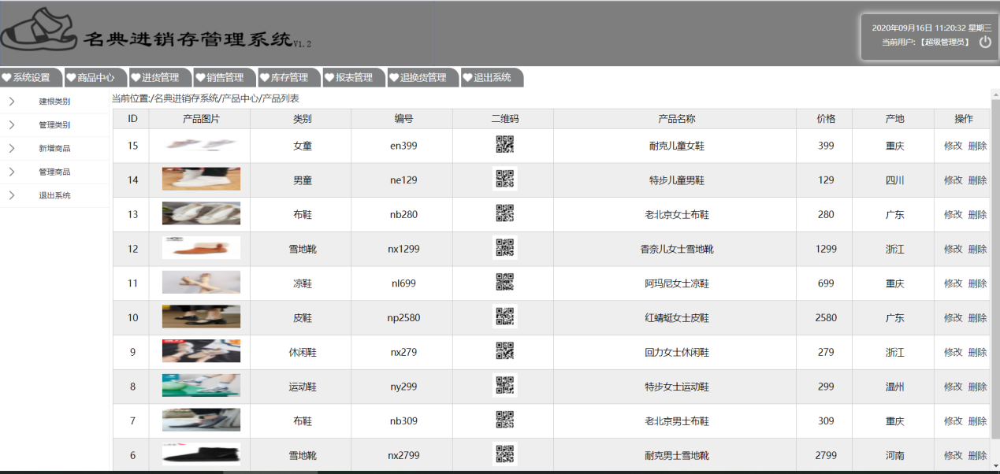 名典进销存管理系统V1.2
2020年09月16日 11:20:32 星期三
当前用户:【超级管理员】
系统设置 商品中心 进货管理 销售管理 库存管理 报表管理 退换货管理 退出系统
建根类别
管理类别
新增商品
管理商品
退出系统
当前位置:/名典进销存系统/产品中心/产品列表
ID 产品图片 类别 编号 二维码 产品名称 价格 产地 操作
15 女童 en399 耐克儿童女鞋 399 重庆 修改 删除
14 男童 ne129 特步儿童男鞋 129 四川 修改 删除
13 布鞋 nb280 老北京女士布鞋 280 广东 修改 删除
12 雪地靴 nx1299 香奈儿女士雪地靴 1299 浙江 修改 删除
11 凉鞋 nl699 阿玛尼女士凉鞋 699 重庆 修改 删除
10 皮鞋 np2580 红蜻蜓女士皮鞋 2580 广东 修改 删除
9 休闲鞋 nx279 回力女士休闲鞋 279 浙江 修改 删除
8 运动鞋 ny299 特步女士运动鞋 299 温州 修改 删除
7 布鞋 nb309 老北京男士布鞋 309 重庆 修改 删除
6 雪地靴 nx2799 耐克男士雪地靴 2799 河南 修改 删除